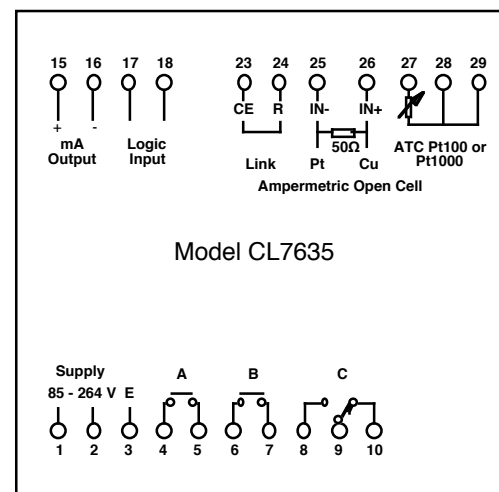 15 16 17 18 23 24 25 26 27 28 29
CE R IN- IN+
+ -
mA
Output
Logic
Input
50Ω
Link Pt Cu
ATC Pt100 or
Pt1000
Ampermetric Open Cell
Model CL7635
Supply A B C
85 - 264 V E
1 2 3 4 5 6 7 8 9 10